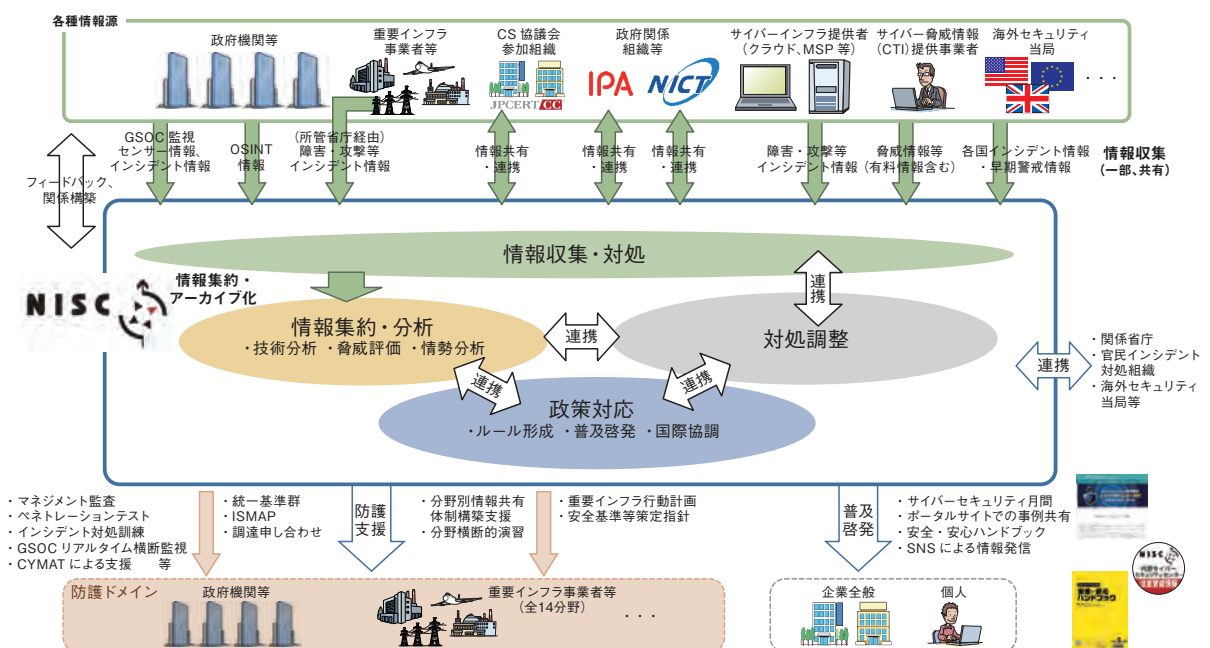 各種情報源
政府機関等
重要インフラ
事業者等
CS 協議会
参加組織
政府関係
組織等
サイバーインフラ提供者
（クラウド、MSP 等）
サイバー脅威情報
（CTI）提供事業者
海外セキュリティ
当局
JPCERT CC
IPA
NICT
・・・
GSOC 監視
センサー情報、
インシデント情報
OSINT
情報
（所管省庁経由）
障害・攻撃等
インシデント情報
情報共有
・連携
情報共有
・連携
情報共有
・連携
障害・攻撃等
インシデント情報
脅威情報等
（有料情報含む）
各国インシデント情報
・早期警戒情報
情報収集
（一部、共有）
フィードバック、
関係構築
情報収集・対処
NISC
情報集約・
アーカイブ化
連携
情報集約・分析
・技術分析 ・脅威評価 ・情勢分析
連携
対処調整
連携
連携
政策対応
・ルール形成 ・普及啓発 ・国際協調
連携
・関係省庁
・官民インシデント
対処組織
・海外セキュリティ
当局等
・マネジメント監査
・ペネトレーションテスト
・インシデント対処訓練
・GSOC リアルタイム横断監視
・CYMAT による支援 等
・統一基準群
・ISMAP
・調達申し合わせ
防護
支援
・分野別情報共有
体制構築支援
・分野横断的演習
・重要インフラ行動計画
・安全基準等策定指針
普及
啓発
・サイバーセキュリティ月間
・ポータルサイトでの事例共有
・安全・安心ハンドブック
・SNS による情報発信
NISC
内閣サイバー
セキュリティセンター
ハンドブック
防護ドメイン
政府機関等
重要インフラ事業者等
（全14分野）
・・・
企業全般
個人